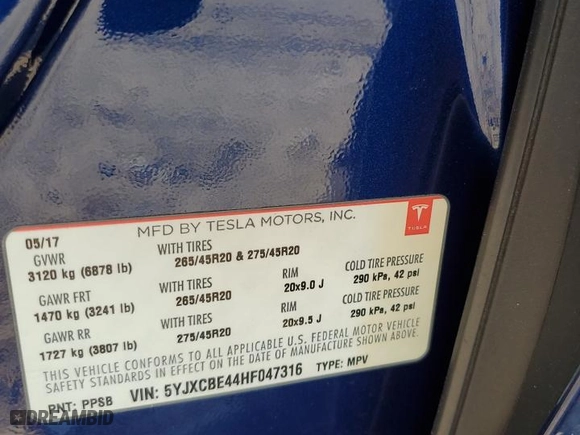 MFD BY TESLA MOTORS, INC.
TESLA
05/17
GVWR
3120 kg (6878 lb)
WITH TIRES
265/45R20 & 275/45R20
GAWR FRT
1470 kg (3241 lb)
WITH TIRES
265/45R20
RIM
20x9.0 J
COLD TIRE PRESSURE
290 kPa, 42 psi
GAWR RR
1727 kg (3807 lb)
WITH TIRES
275/45R20
RIM
20x9.5 J
COLD TIRE PRESSURE
290 kPa, 42 psi
THIS VEHICLE CONFORMS TO ALL APPLICABLE U.S. FEDERAL MOTOR VEHICLE
SAFETY STANDARDS IN EFFECT ON THE DATE OF MANUFACTURE SHOWN ABOVE.
PNT: PPSB VIN: 5YJXCBE44HF047316 TYPE: MPV
DREAMBID